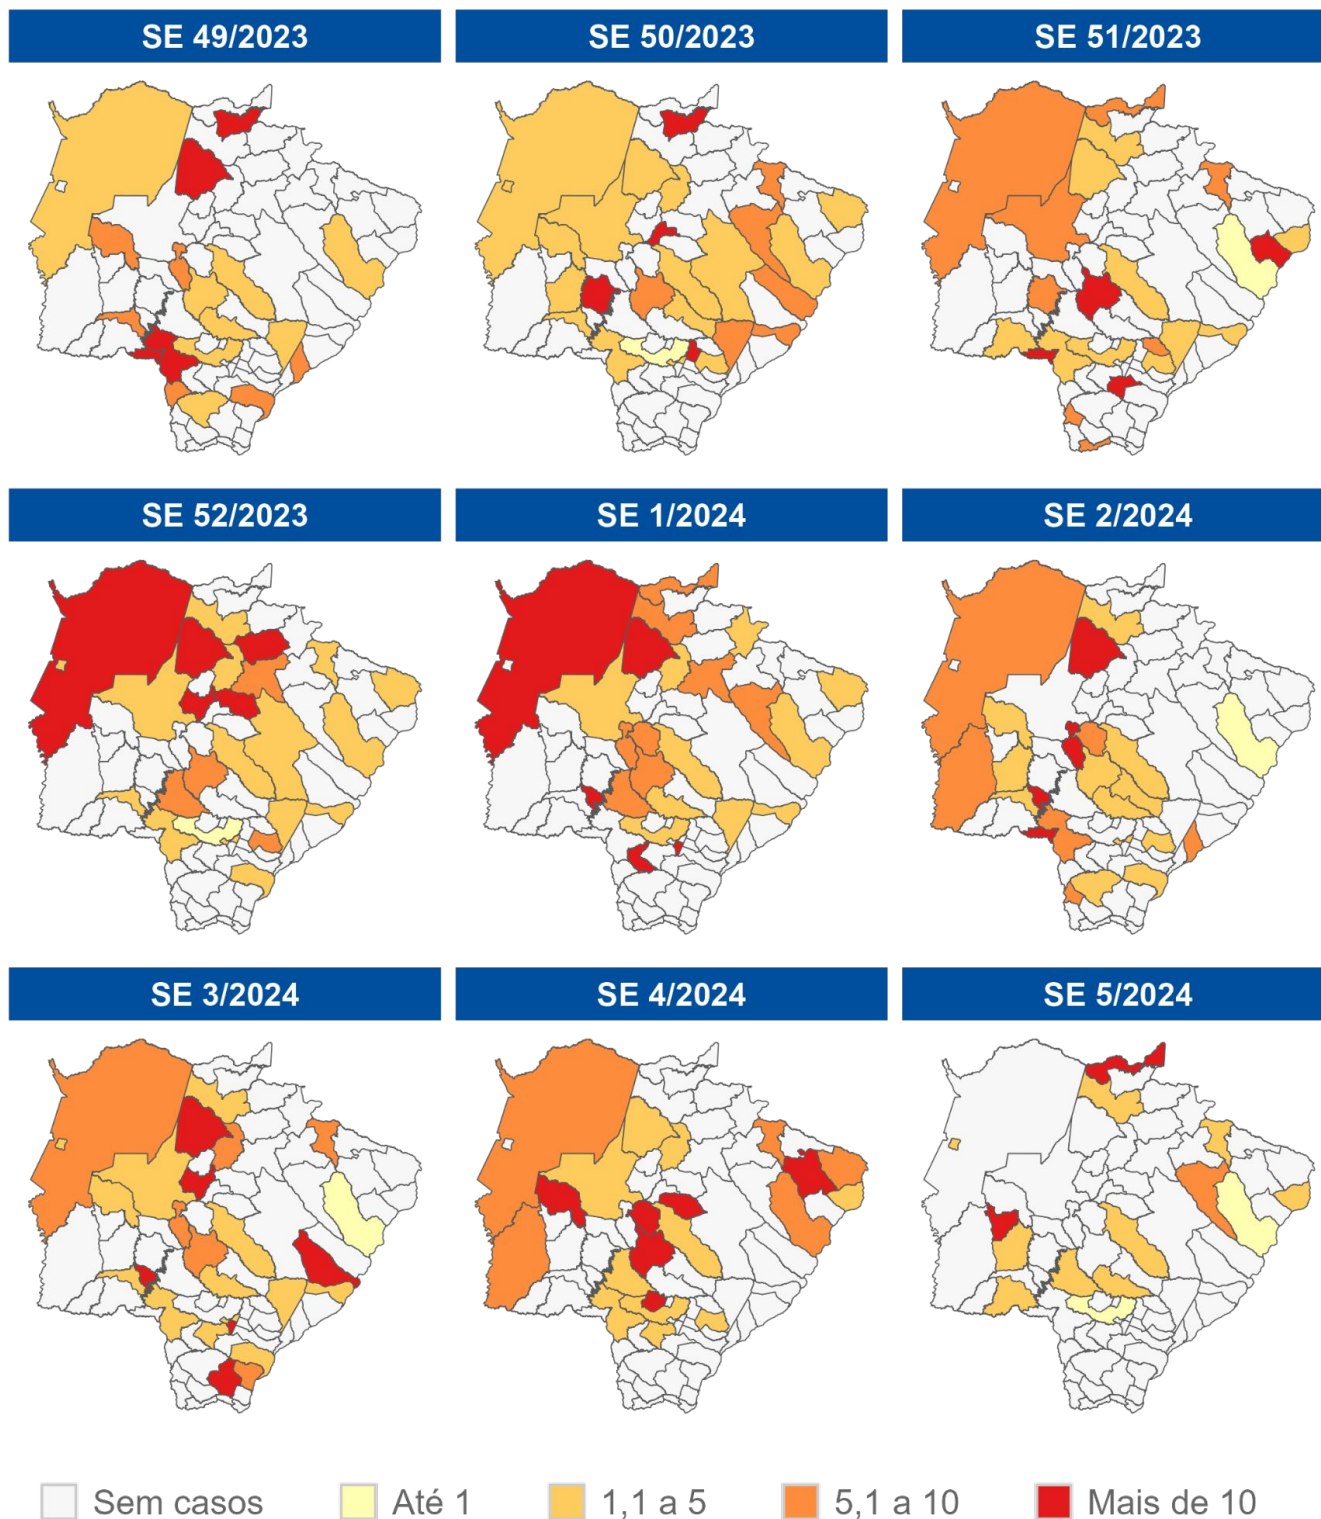 SE 49/2023
SE 50/2023
SE 51/2023
SE 52/2023
SE 1/2024
SE 2/2024
SE 3/2024
SE 4/2024
SE 5/2024
Sem casos
Até 1
1,1 a 5
5,1 a 10
Mais de 10